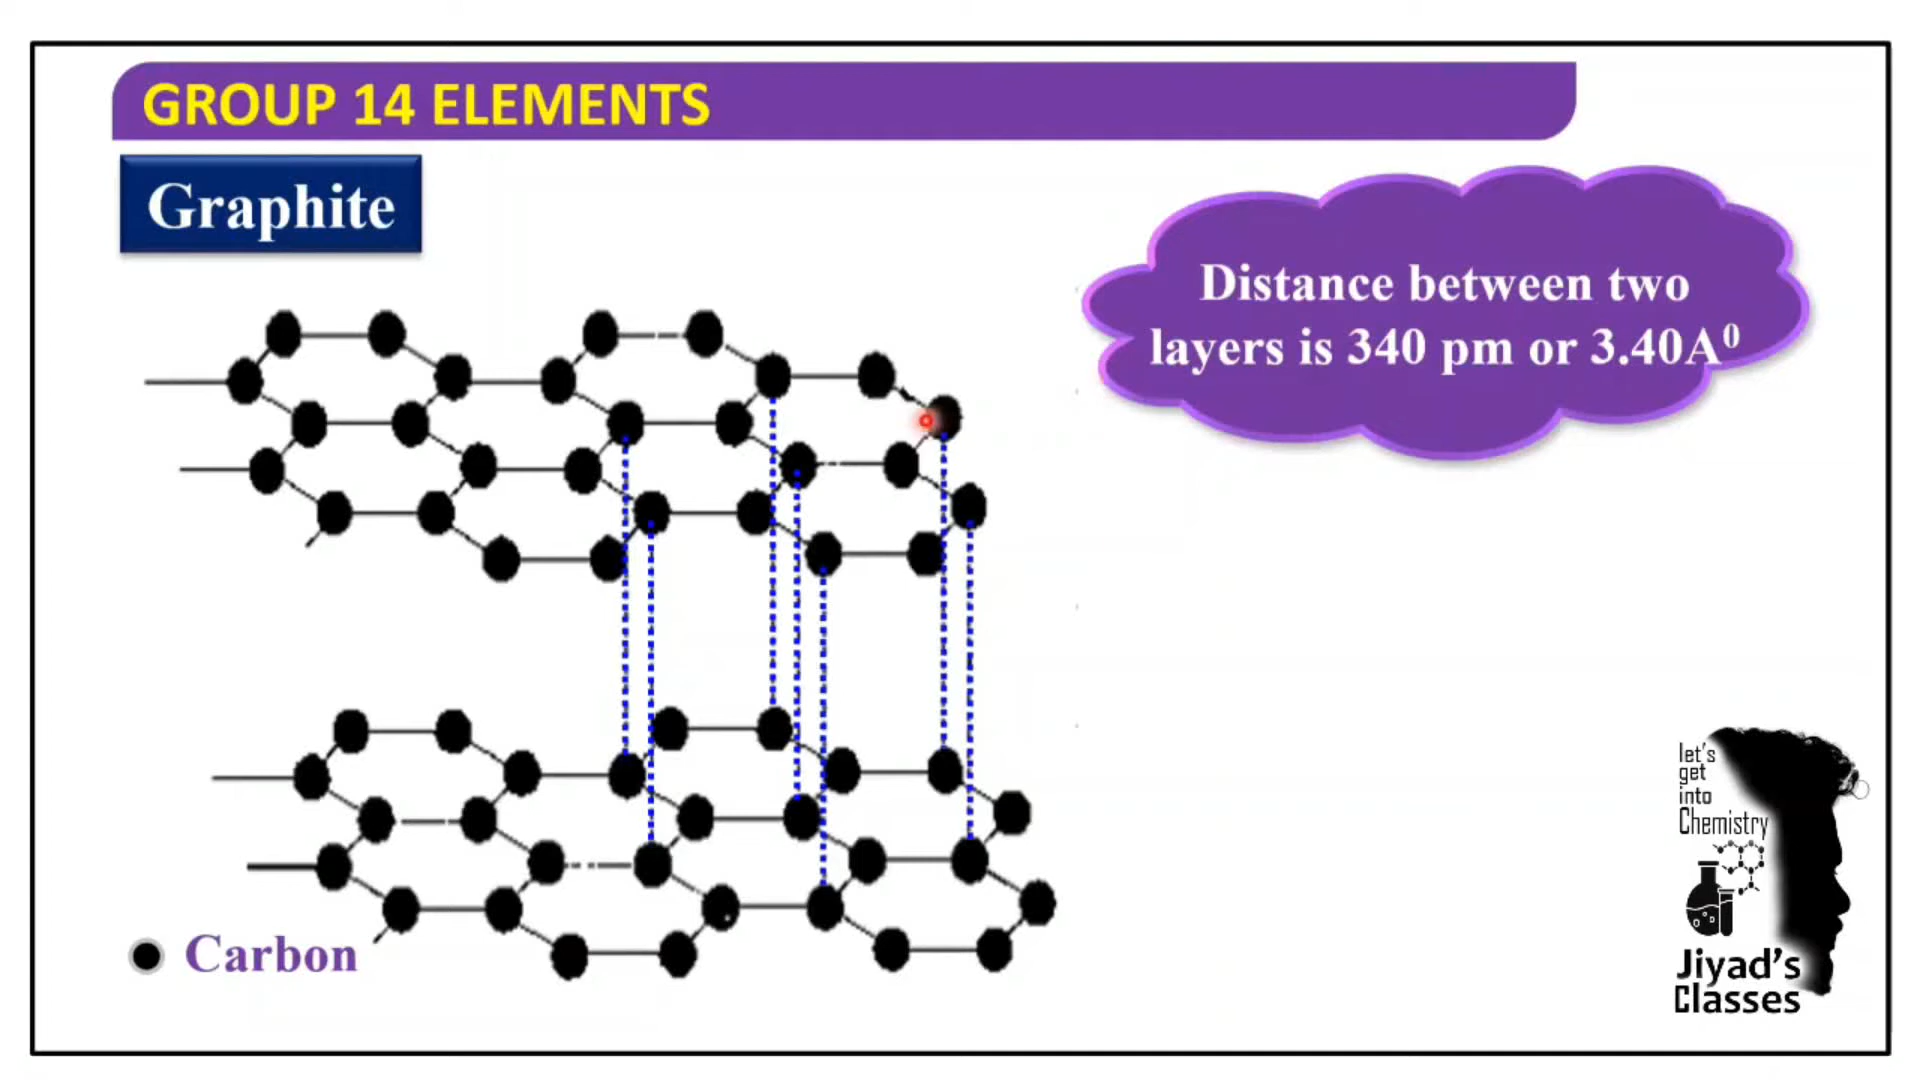 GROUP 14 ELEMENTS
Graphite
Distance between two
layers is 340 pm or 3.40A⁰
Carbon
let's
get
into
Chemistry
Jiyad's
Classes